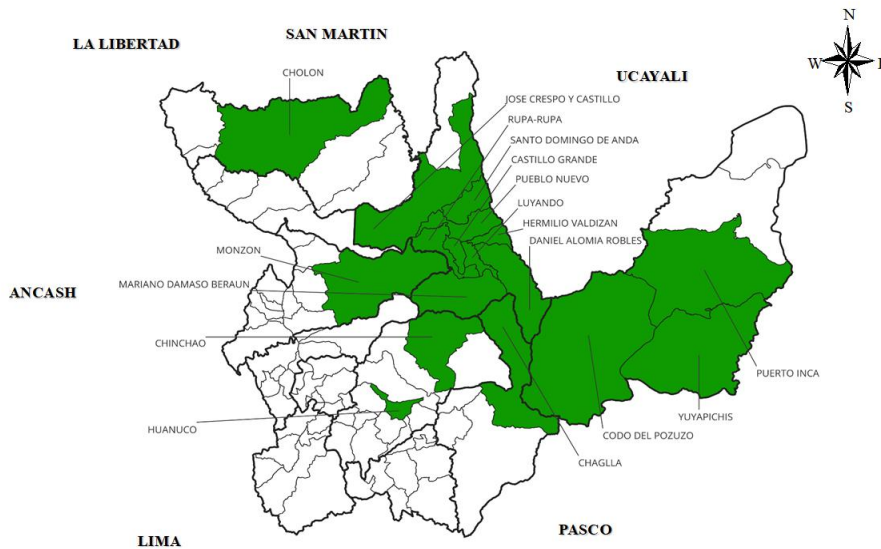 N
SAN MARTIN
LA LIBERTAD
W
E
UCAYALI
CHOLON
JOSE CRESPO Y CASTILLO
S
RUPA-RUPA
SANTO DOMINGO DE ANDA
CASTILLO GRANDE
PUEBLO NUEVO
LUYANDO
HERMILIO VALDIZAN
DANIEL ALOMIA ROBLES
MONZON
MARIANO DAMASO BERAUN
ANCASH
CHINCHAO
PUERTO INCA
YUYAPICHIS
HUANUCO
CODO DEL POZUZO
CHAGLLA
PASCO
LIMA